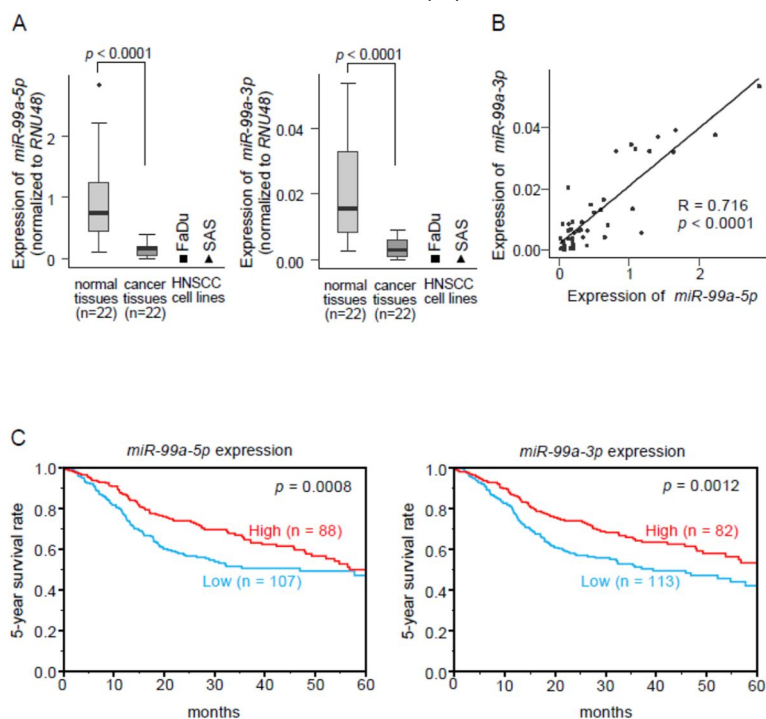 A
p < 0.0001
Expression of miR-99a-5p
(normalized to RNU48)
2
1
0
FaDu
SAS
normal tissues (n=22)
cancer tissues (n=22)
HNSCC cell lines
p < 0.0001
Expression of miR-99a-3p
(normalized to RNU48)
0.04
0.02
0.00
FaDu
SAS
normal tissues (n=22)
cancer tissues (n=22)
HNSCC cell lines
B
Expression of miR-99a-3p
0.04
0.02
0.00
R = 0.716
p < 0.0001
0
1
2
Expression of miR-99a-5p
C
miR-99a-5p expression
5-year survival rate
1.0
0.8
0.6
0.4
0.2
0.0
p = 0.0008
High (n = 88)
Low (n = 107)
0 10 20 30 40 50 60
months
miR-99a-3p expression
5-year survival rate
1.0
0.8
0.6
0.4
0.2
0.0
p = 0.0012
High (n = 82)
Low (n = 113)
0 10 20 30 40 50 60
months